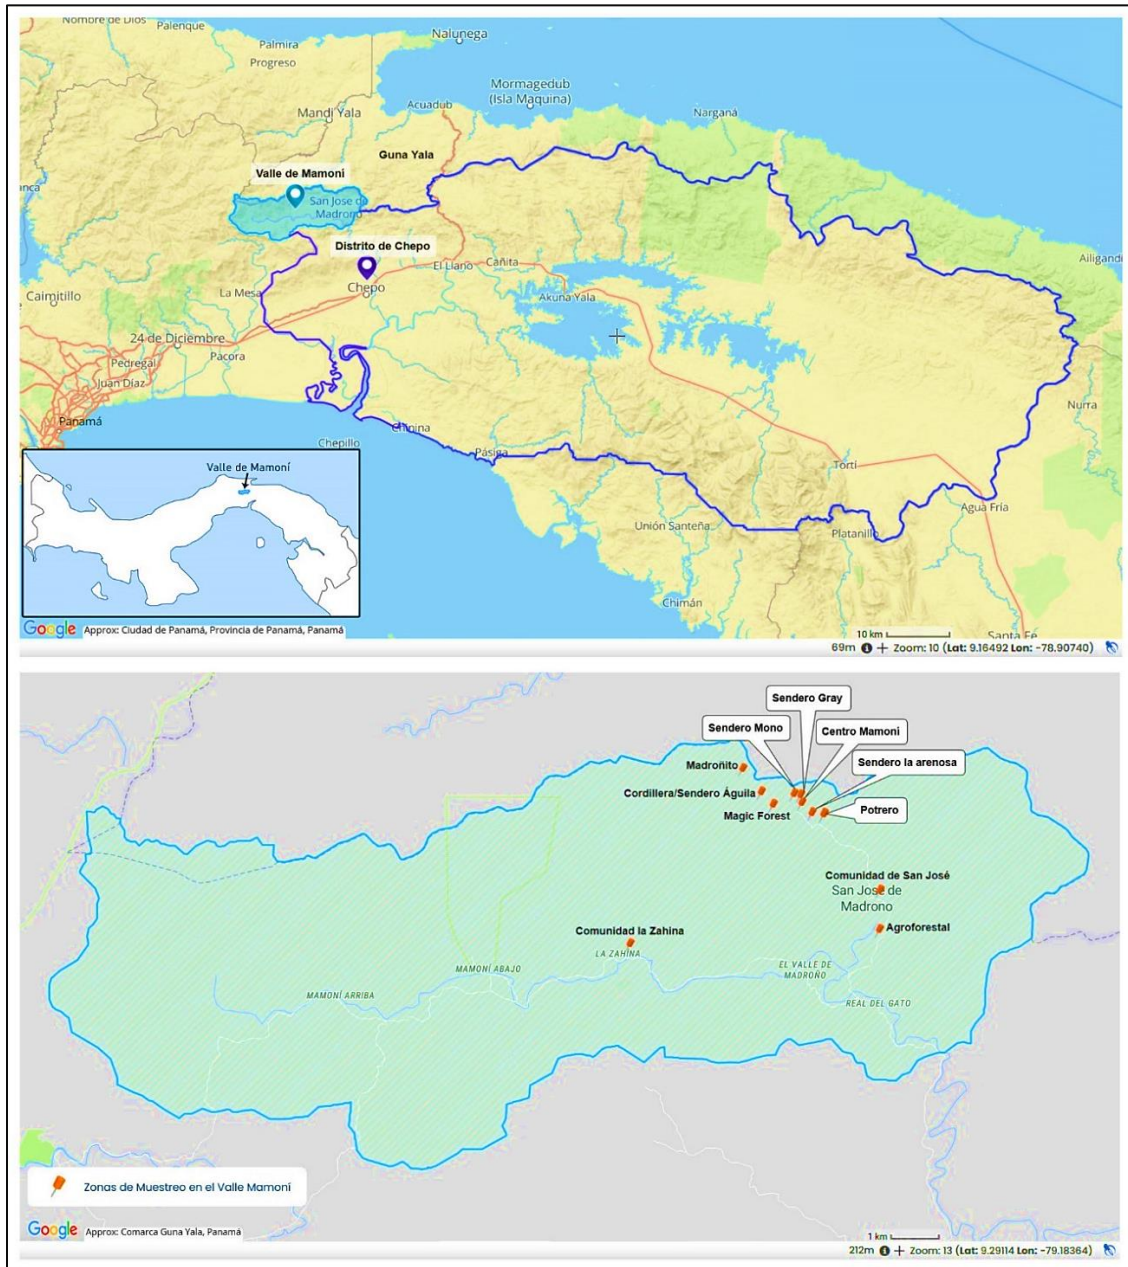 Nombre de Dios
Palenque
Nalunega
Palmira
Progreso
Mormagedub
(Isla Maquina)
Mandi Yala
Acuadub
Narganá
Guna Yala
Valle de Mamoní
San Jose de
Madrono
Distrito de Chepo
El Llano
Cañita
Ailigandi
La Mesa
Chepo
Akuna Yala
Caimitillo
24 de Diciembre
Pacora
Pedregal
Juan Díaz
Nurra
Panamá
Chinina
Chepillo
Pásiga
Tortí
Valle de Mamoní
Agua Fría
Unión Santeña
Platanilla
Chimán
Santa Fé
Google Approx: Ciudad de Panamá, Provincia de Panamá, Panamá
10 km
69m Zoom: 10 (Lat: 9.16492 Lon: -78.90740)
Sendero Gray
Sendero Mono
Centro Mamoni
Madroñito
Sendero la arenosa
Cordillera/Sendero Águila
Magic Forest
Potrero
Comunidad de San José
San Jose de
Madrono
Agroforestal
Comunidad la Zahina
LA ZAHINA
MAMONÍ ABAJO
EL VALLE DE
MADROÑO
MAMONÍ ARRIBA
REAL DEL GATO
Zonas de Muestreo en el Valle Mamoní
Google Approx: Comarca Guna Yala, Panamá
1 km
212m Zoom: 13 (Lat: 9.29114 Lon: -79.18364)